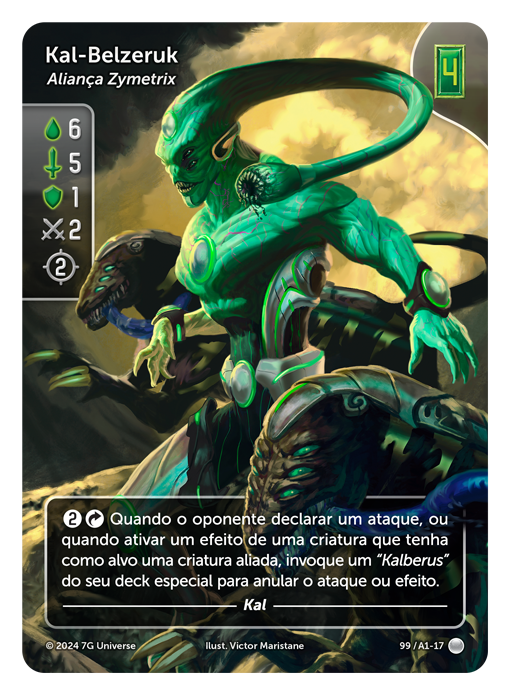 Kal-Belzeruk
Aliança Zymetrix
4
6
5
1
2
2
2 Quando o oponente declarar um ataque, ou
quando ativar um efeito de uma criatura que tenha
como alvo uma criatura aliada, invoque um “Kalberus”
do seu deck especial para anular o ataque ou efeito.
Kal
© 2024 7G Universe Ilust. Victor Maristane 99 / A1-17